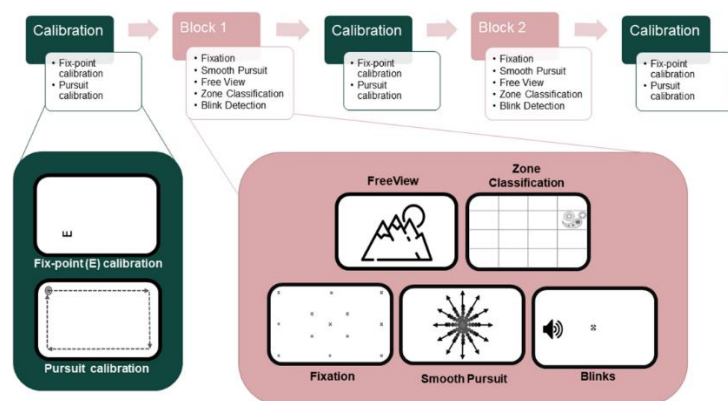 Calibration
Block 1
Calibration
Block 2
Calibration
• Fix-point
calibration
• Pursuit
calibration
• Fixation
• Smooth Pursuit
• Free View
• Zone Classification
• Blink Detection
• Fix-point
calibration
• Pursuit
calibration
• Fixation
• Smooth Pursuit
• Free View
• Zone Classification
• Blink Detection
• Fix-point
calibration
• Pursuit
calibration
E
Fix-point (E) calibration
Pursuit calibration
FreeView
Zone
Classification
Fixation
Smooth Pursuit
Blinks